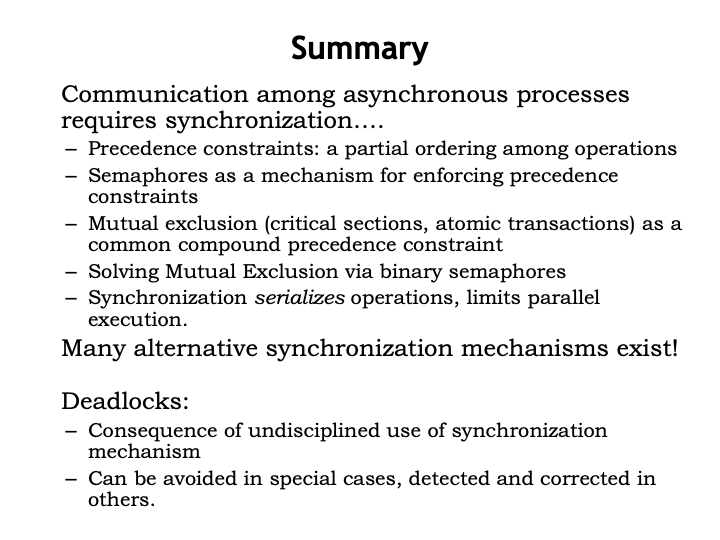 Summary
Communication among asynchronous processes
requires synchronization....
– Precedence constraints: a partial ordering among operations
– Semaphores as a mechanism for enforcing precedence
constraints
– Mutual exclusion (critical sections, atomic transactions) as a
common compound precedence constraint
– Solving Mutual Exclusion via binary semaphores
– Synchronization serializes operations, limits parallel
execution.
Many alternative synchronization mechanisms exist!
Deadlocks:
– Consequence of undisciplined use of synchronization
mechanism
– Can be avoided in special cases, detected and corrected in
others.